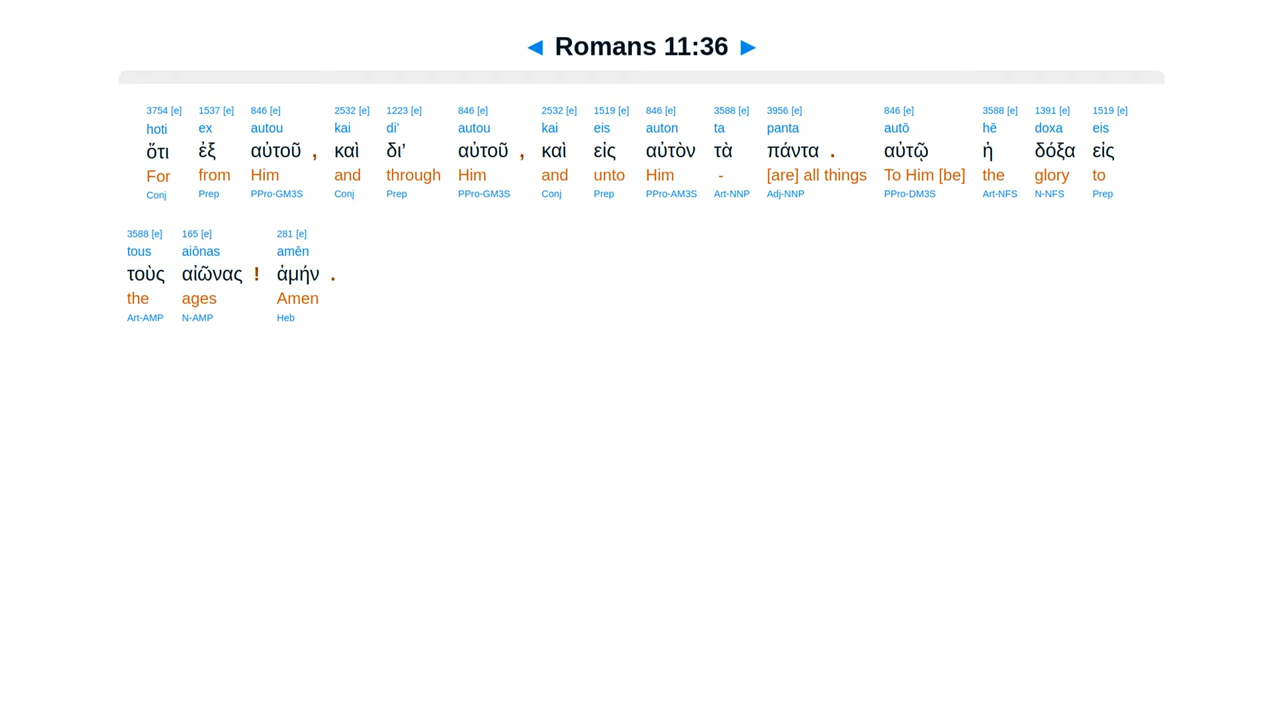 ◄ Romans 11:36 ►
3754 [e] 1537 [e] 846 [e] 2532 [e] 1223 [e] 846 [e] 2532 [e] 1519 [e] 846 [e] 3588 [e] 3956 [e] 846 [e] 3588 [e] 1391 [e] 1519 [e]
hoti ex autou kai di’ autou kai eis auton ta panta autō hē doxa eis
ὅτι ἐξ αὐτοῦ , καὶ δι’ αὐτοῦ , καὶ εἰς αὐτὸν τὰ πάντα . αὐτῷ ἡ δόξα εἰς
For from Him and through Him and unto Him - [are] all things To Him [be] the glory to
Conj Prep PPro-GM3S Conj Prep PPro-GM3S Conj Prep PPro-AM3S Art-NNP Adj-NNP PPro-DM3S Art-NFS N-NFS Prep
3588 [e] 165 [e] 281 [e]
tous aiōnas amēn
τοὺς αἰῶνας ! ἀμήν .
the ages Amen
Art-AMP N-AMP Heb